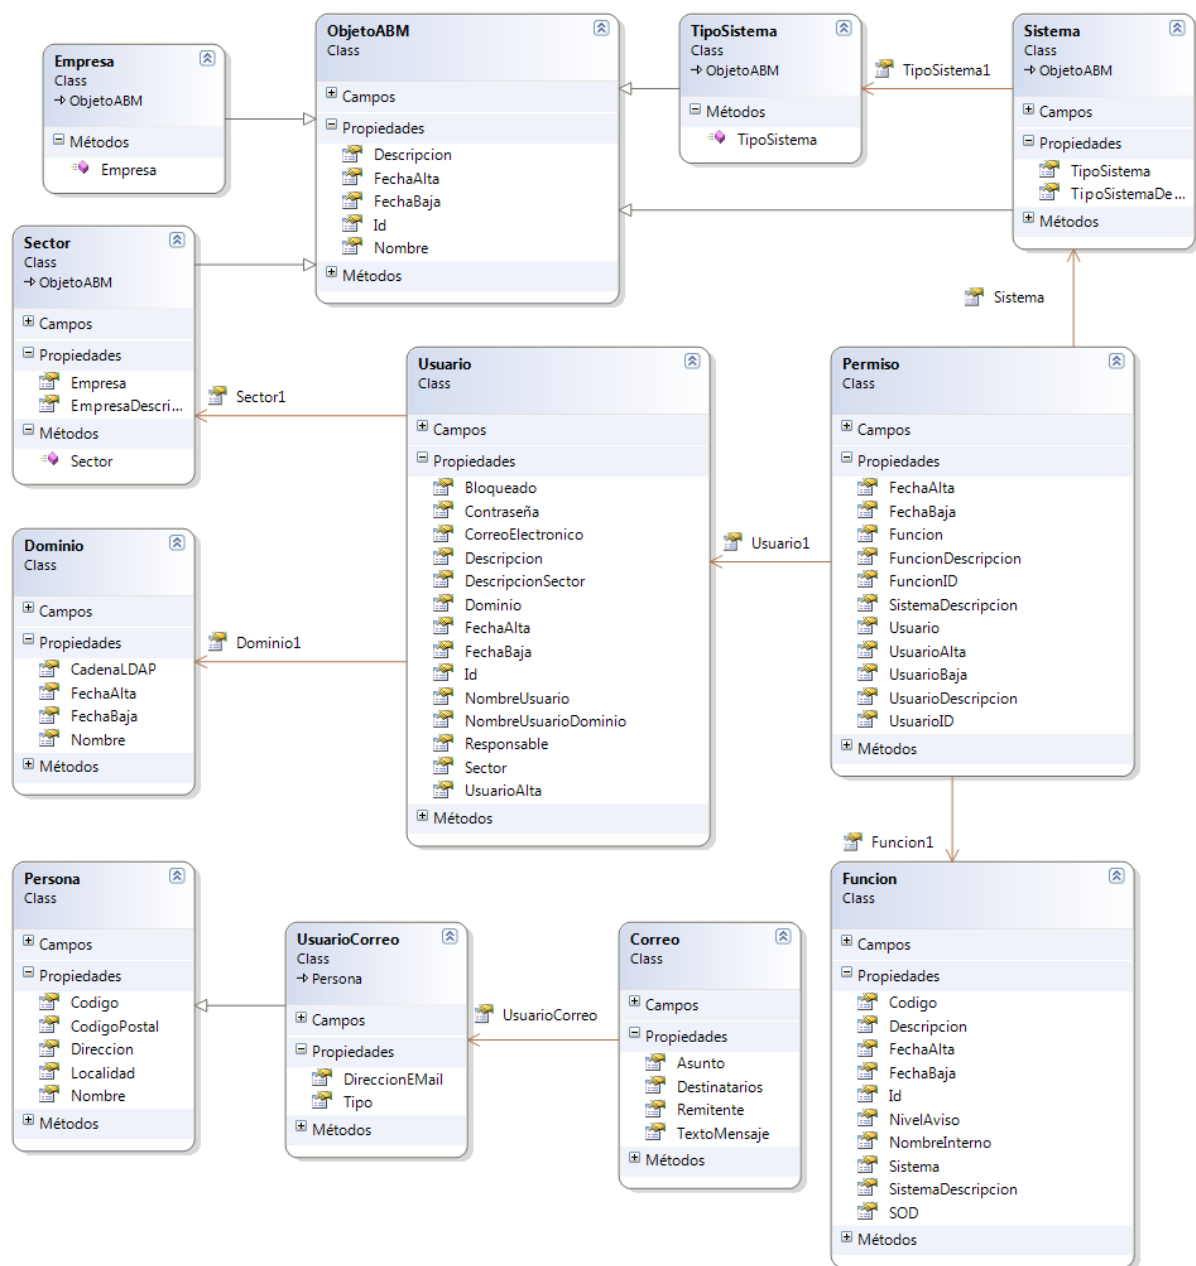 Empresa
Class
ObjetoABM
Métodos
Empresa
ObjetoABM
Class
Campos
Propiedades
Descripcion
FechaAlta
FechaBaja
Id
Nombre
Métodos
TipoSistema
Class
ObjetoABM
Métodos
TipoSistema
TipoSistema1
Sistema
Class
ObjetoABM
Campos
Propiedades
TipoSistema
TipoSistemaDe...
Métodos
Sector
Class
ObjetoABM
Campos
Propiedades
Empresa
EmpresaDescri...
Métodos
Sector
Sector1
Sistema
Usuario
Class
Campos
Propiedades
Bloqueado
Contraseña
CorreoElectronico
Descripcion
DescripcionSector
Dominio
FechaAlta
FechaBaja
Id
NombreUsuario
NombreUsuarioDominio
Responsable
Sector
UsuarioAlta
Métodos
Usuario1
Permiso
Class
Campos
Propiedades
FechaAlta
FechaBaja
Funcion
FuncionDescripcion
FuncionID
SistemaDescripcion
Usuario
UsuarioAlta
UsuarioBaja
UsuarioDescripcion
UsuarioID
Métodos
Dominio
Class
Campos
Propiedades
CadenaLDAP
FechaAlta
FechaBaja
Nombre
Métodos
Dominio1
Funcion1
Persona
Class
Campos
Propiedades
Codigo
CodigoPostal
Direccion
Localidad
Nombre
Métodos
UsuarioCorreo
Class
Persona
Campos
Propiedades
DireccionEMail
Tipo
Métodos
UsuarioCorreo
Correo
Class
Campos
Propiedades
Asunto
Destinatarios
Remitente
TextoMensaje
Métodos
Funcion
Class
Campos
Propiedades
Codigo
Descripcion
FechaAlta
FechaBaja
Id
NivelAviso
NombreInterno
Sistema
SistemaDescripcion
SOD
Métodos